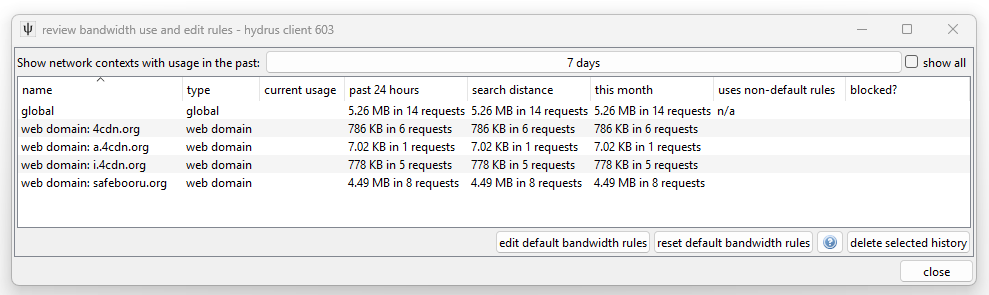 review bandwidth use and edit rules - hydrus client 603
Show network contexts with usage in the past: 7 days show all
name type current usage past 24 hours search distance this month uses non-default rules blocked?
global global 5.26 MB in 14 requests 5.26 MB in 14 requests 5.26 MB in 14 requests n/a
web domain: 4cdn.org web domain 786 KB in 6 requests 786 KB in 6 requests 786 KB in 6 requests
web domain: a.4cdn.org web domain 7.02 KB in 1 requests 7.02 KB in 1 requests 7.02 KB in 1 requests
web domain: i.4cdn.org web domain 778 KB in 5 requests 778 KB in 5 requests 778 KB in 5 requests
web domain: safebooru.org web domain 4.49 MB in 8 requests 4.49 MB in 8 requests 4.49 MB in 8 requests
edit default bandwidth rules reset default bandwidth rules ? delete selected history
close